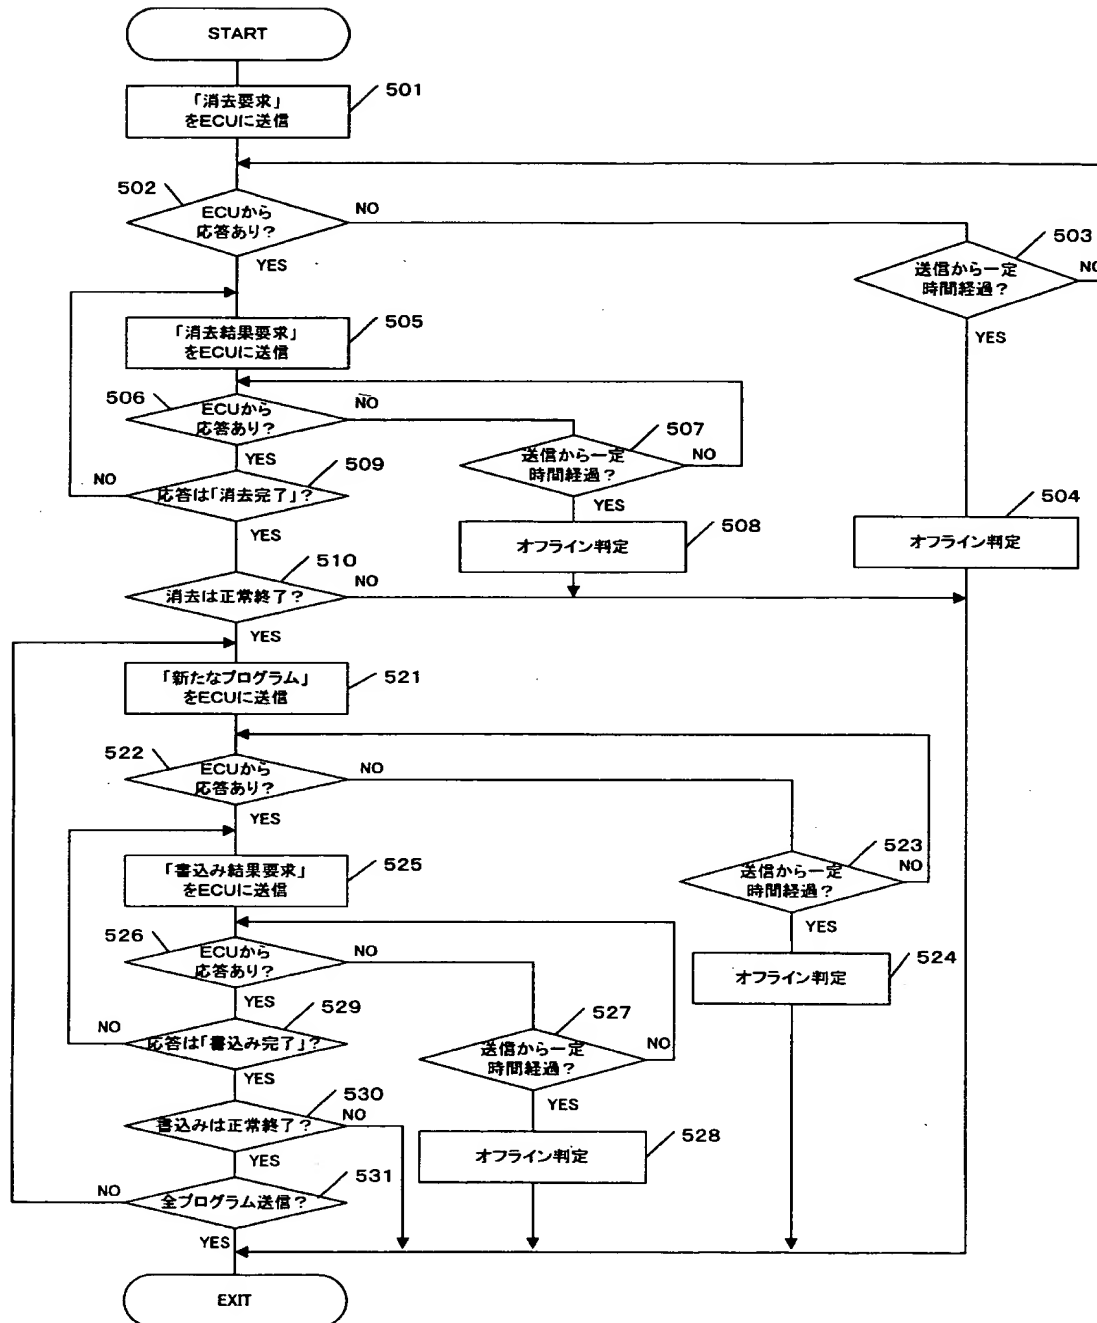 START
「消去要求」
をECUに送信
501
502
ECUから
応答あり?
NO
YES
503
送信から一定
時間経過?
NO
YES
「消去結果要求」
をECUに送信
505
506
ECUから
応答あり?
NO
YES
507
送信から一定
時間経過?
NO
YES
509
応答は「消去完了」?
NO
YES
508
オフライン判定
504
オフライン判定
510
消去は正常終了?
NO
YES
「新たなプログラム」
をECUに送信
521
522
ECUから
応答あり?
NO
YES
523
送信から一定
時間経過?
NO
YES
「書込み結果要求」
をECUに送信
525
526
ECUから
応答あり?
NO
YES
524
オフライン判定
527
送信から一定
時間経過?
NO
YES
529
応答は「書込み完了」?
NO
YES
530
書込みは正常終了?
NO
YES
528
オフライン判定
531
全プログラム送信?
NO
YES
EXIT